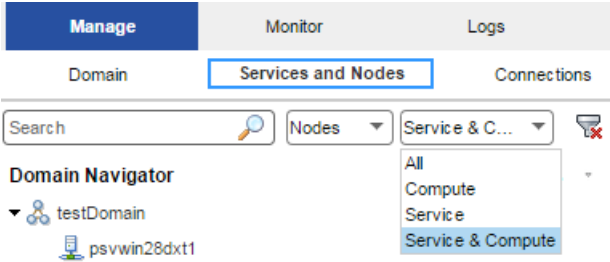 Manage Monitor Logs
Domain Services and Nodes Connections
Search Nodes Service & C...
All
Compute
Service
Service & Compute
Domain Navigator
testDomain
psvwin28dxt1